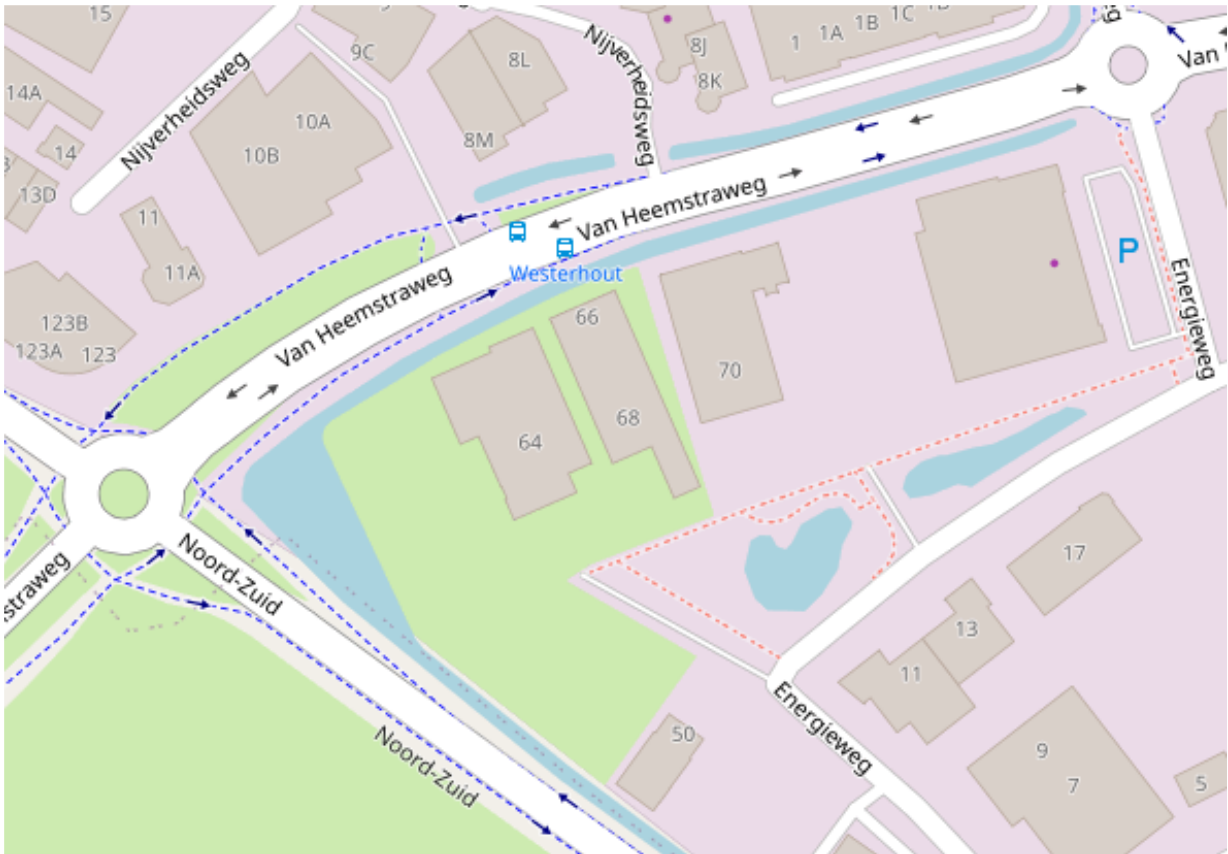 15
9C
8L
8J
8K
1
1A
1B
1C
Nijverheidsweg
Nijverheidsweg
14A
14
13D
10A
10B
8M
11
11A
Van Heemstraweg
Westerhout
Van Heemstraweg
123B
123A
123
66
70
68
64
P
Energieweg
straweg
Noord-Zuid
Noord-Zuid
17
13
11
Energieweg
50
9
7
5
Van